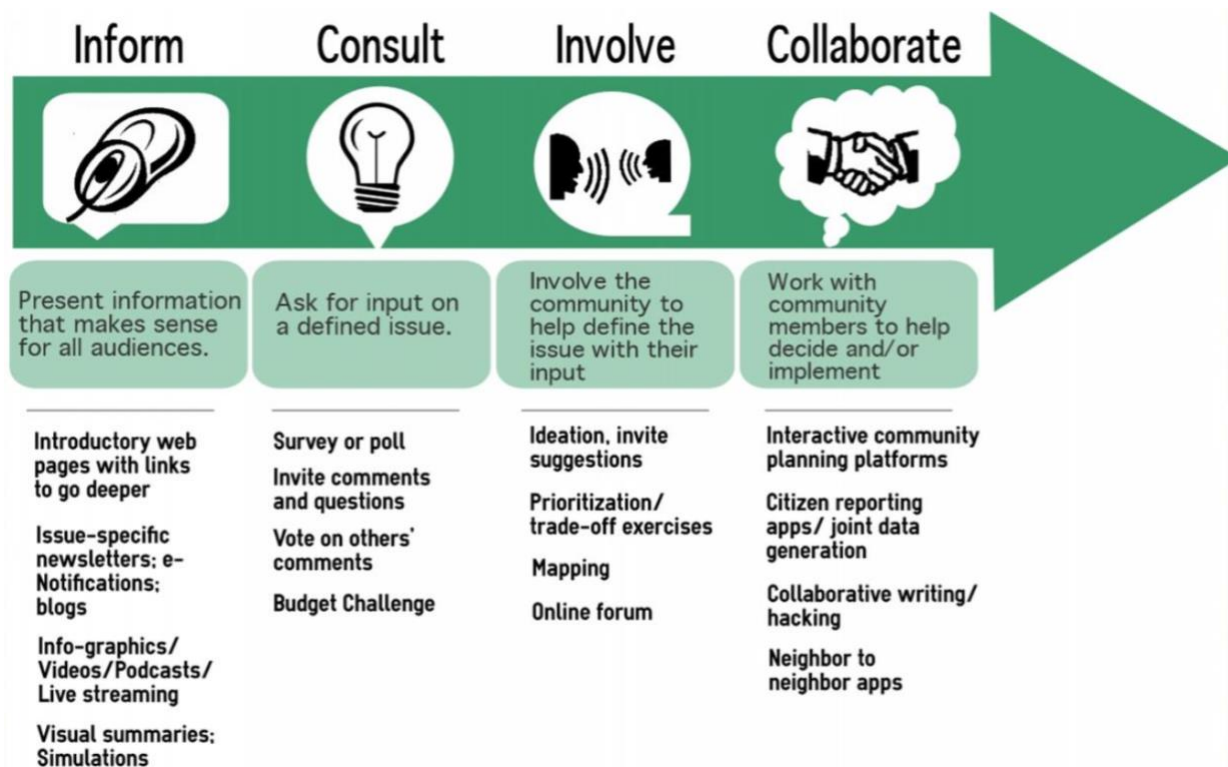 Inform
Consult
Involve
Collaborate
Present information
that makes sense
for all audiences.
Ask for input on
a defined issue.
Involve the
community to
help define the
issue with their
input
Work with
community
members to help
decide and/or
implement
Introductory web
pages with links
to go deeper
Issue-specific
newsletters; e-
Notifications;
blogs
Info-graphics/
Videos/Podcasts/
Live streaming
Visual summaries;
Simulations
Survey or poll
Invite comments
and questions
Vote on others'
comments
Budget Challenge
Ideation, invite
suggestions
Prioritization/
trade-off exercises
Mapping
Online forum
Interactive community
planning platforms
Citizen reporting
apps/ joint data
generation
Collaborative writing/
hacking
Neighbor to
neighbor apps